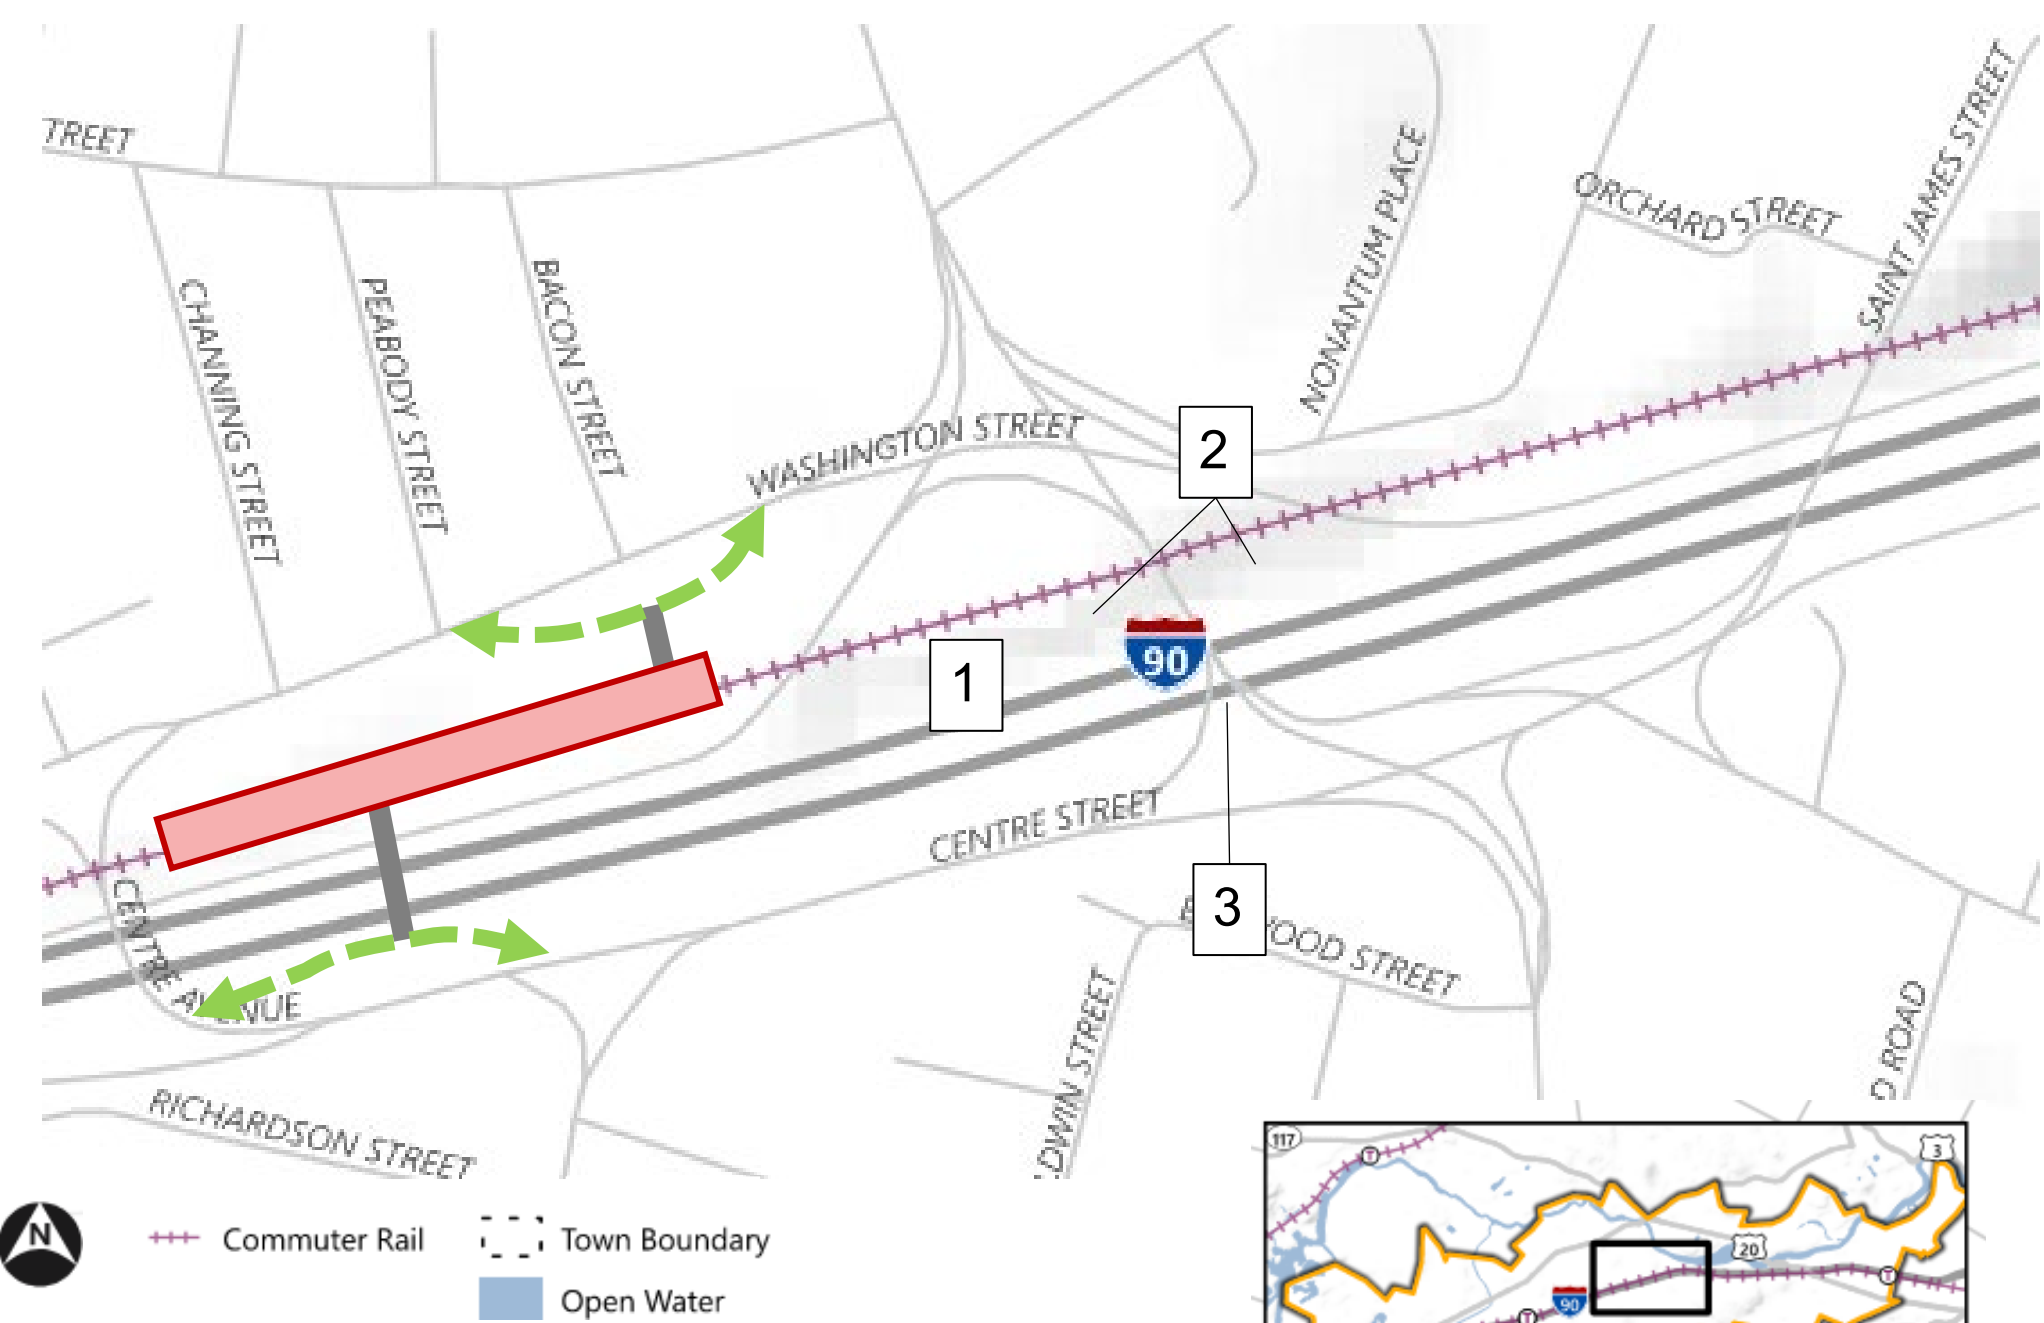 TREET
CHANNING STREET
PEABODY STREET
BACON STREET
WASHINGTON STREET
NONANTUM PLACE
ORCHARD STREET
SAINT JAMES STREET
2
1
90
CENTRE STREET
3
OOD STREET
CENTRE AVENUE
RICHARDSON STREET
DWIN STREET
D ROAD
N
Commuter Rail
Town Boundary
Open Water
117
T
3
20
T
90
T